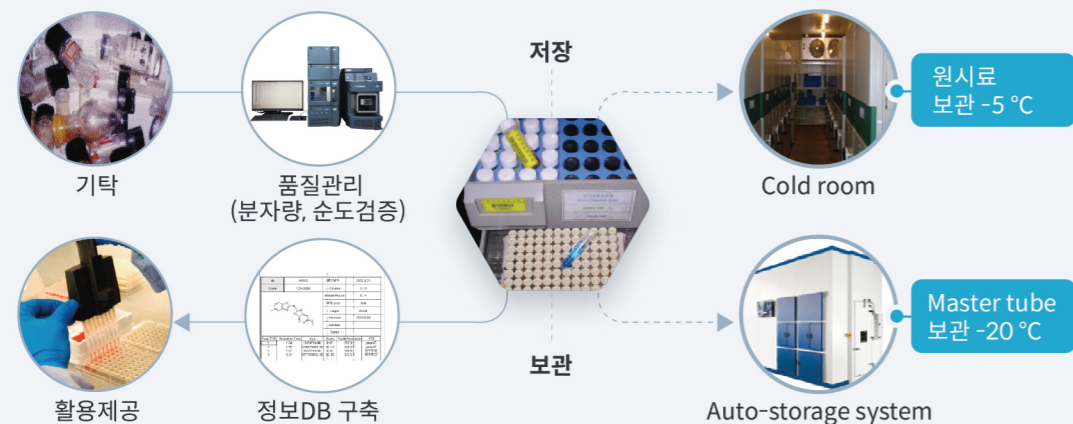 저장
원시료
보관 -5 °C
기탁
품질관리
(분자량, 순도검증)
Cold room
Master tube
보관 -20 °C
보관
활용제공
정보DB 구축
Auto-storage system